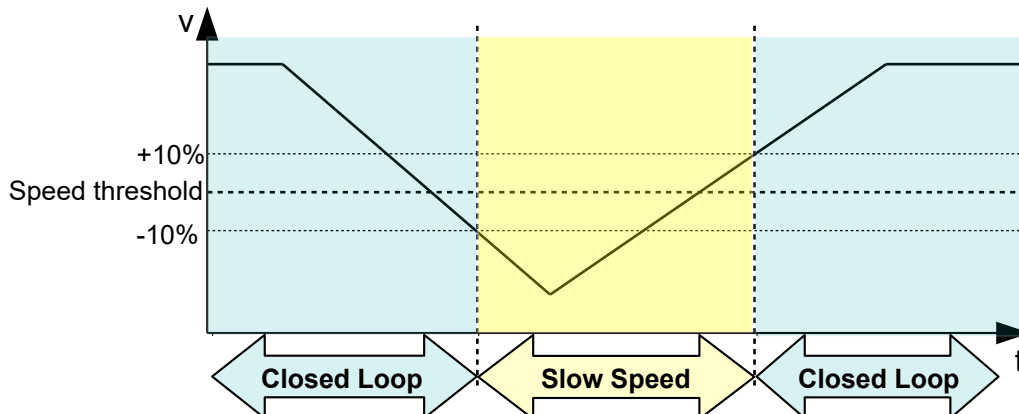 v
+10%
Speed threshold
-10%
t
Closed Loop
Slow Speed
Closed Loop